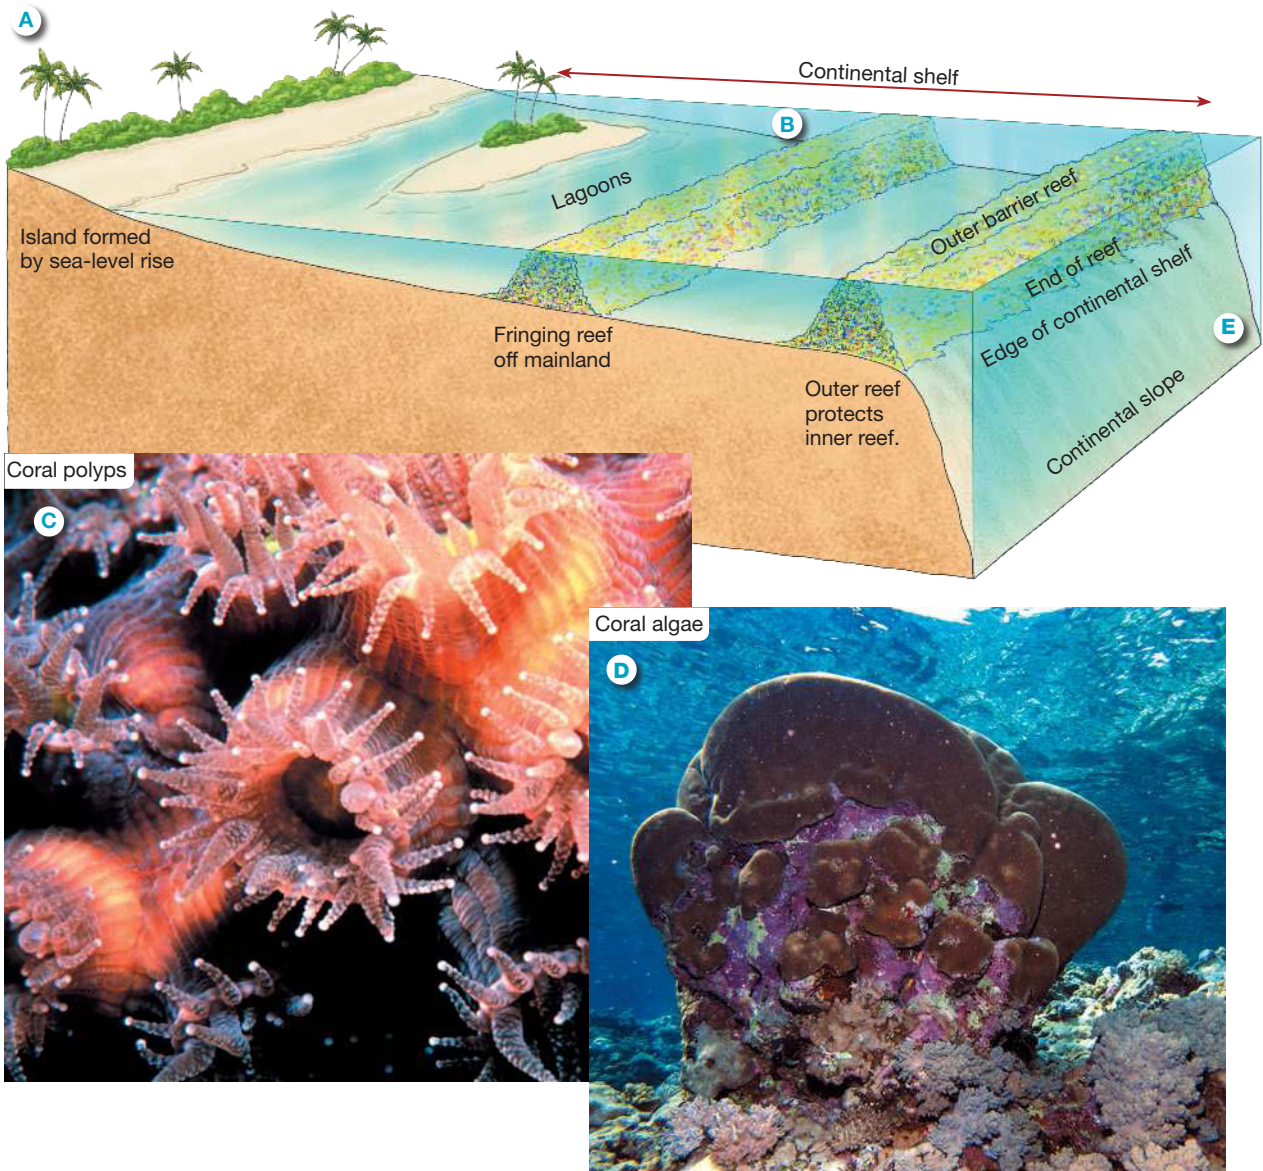 A
Continental shelf
B
Lagoons
Outer barrier reef
Island formed
by sea-level rise
End of reef
Edge of continental shelf
E
Fringing reef
off mainland
Outer reef
protects
inner reef.
Continental slope
Coral polyps
C
Coral algae
D